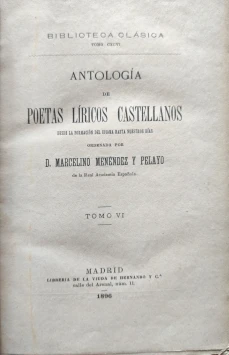 BIBLIOTECA CLÁSICA
TOMO
ANTOLOGÍA
DE
POETAS LÍRICOS CASTELLANOS
DESDE LA FORMACIÓN DEL IDIOMA HASTA NUESTROS DÍAS
ORDENADA POR
D. MARCELINO MENÉNDEZ Y PELAYO
de la Real Academia Española.
TOMO VI
MADRID
LIBRERÍA DE LA VIUDA DE HERNANDO Y C.ª
calle del Arenal, núm. 11.
1896